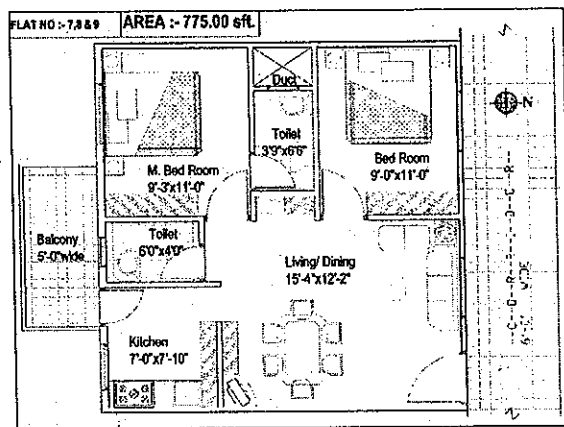 FLAT NO :- 7,8 & 9
AREA :- 775.00 sft.
Duct
Toilet
3'9"x6'6"
M. Bed Room
9'-3"x11'-0"
Bed Room
9'-0"x11'-0"
N
Balcony
5'-0"wide
Toilet
6'0"x4'0"
Living/ Dining
15'-4"x12'-2"
Kitchen
7'-0"x7'-10"
WIDE